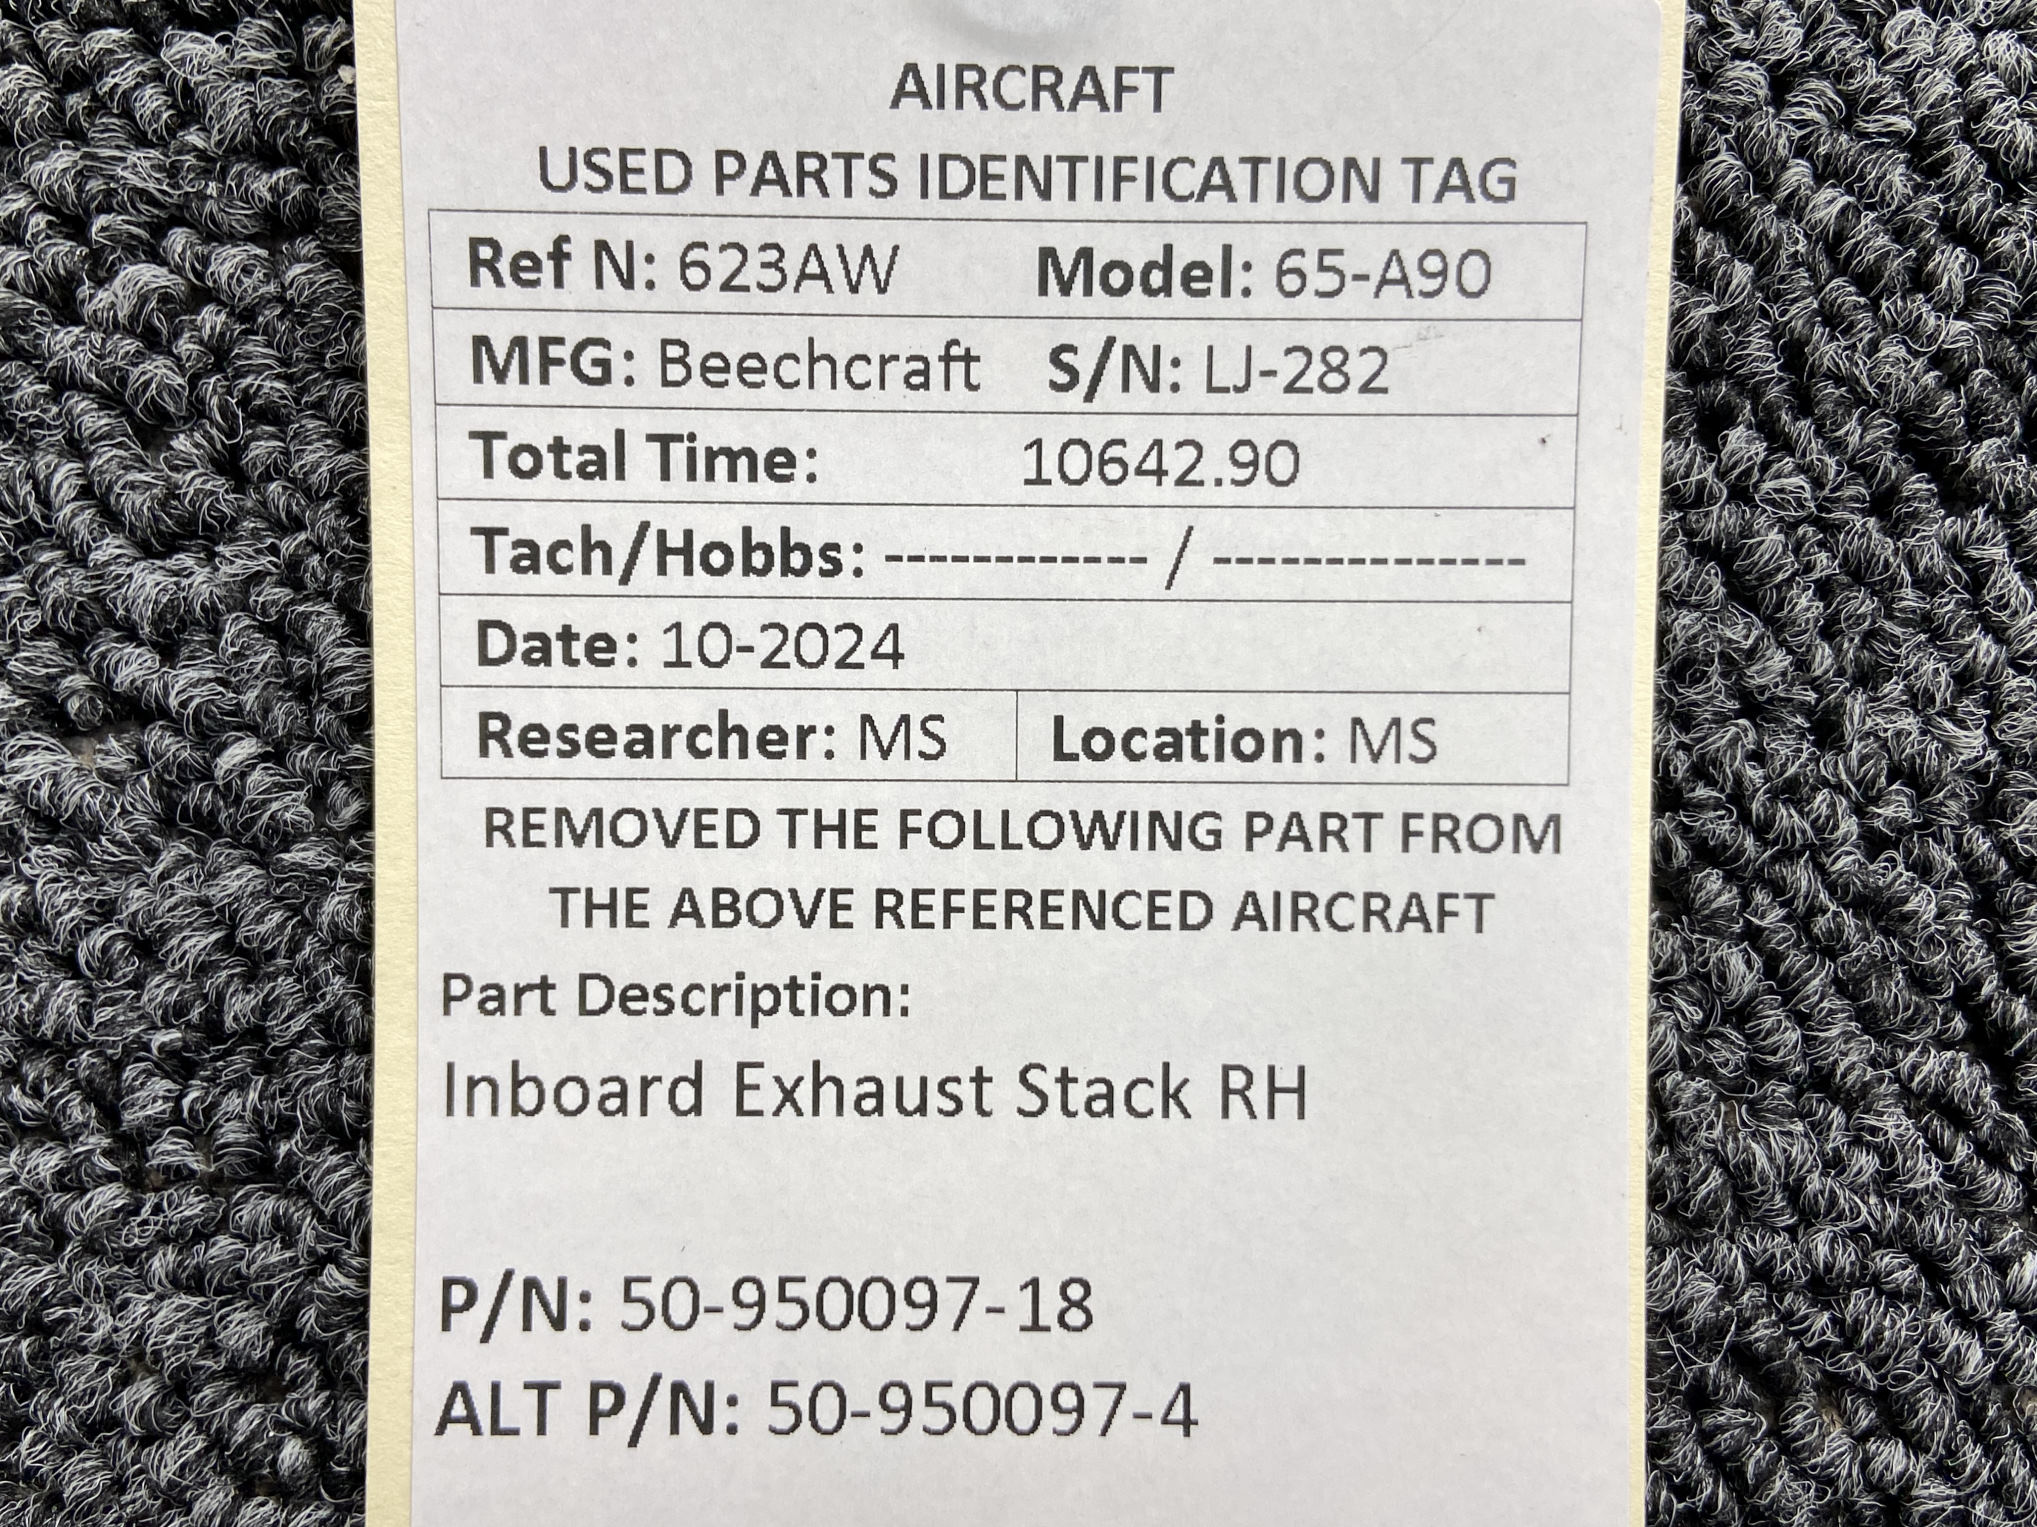 AIRCRAFT
USED PARTS IDENTIFICATION TAG
Ref N: 623AW Model: 65-A90
MFG: Beechcraft S/N: LJ-282
Total Time: 10642.90
Tach/Hobbs: ------------ / --------------
Date: 10-2024
Researcher: MS Location: MS
REMOVED THE FOLLOWING PART FROM
THE ABOVE REFERENCED AIRCRAFT
Part Description:
Inboard Exhaust Stack RH
P/N: 50-950097-18
ALT P/N: 50-950097-4